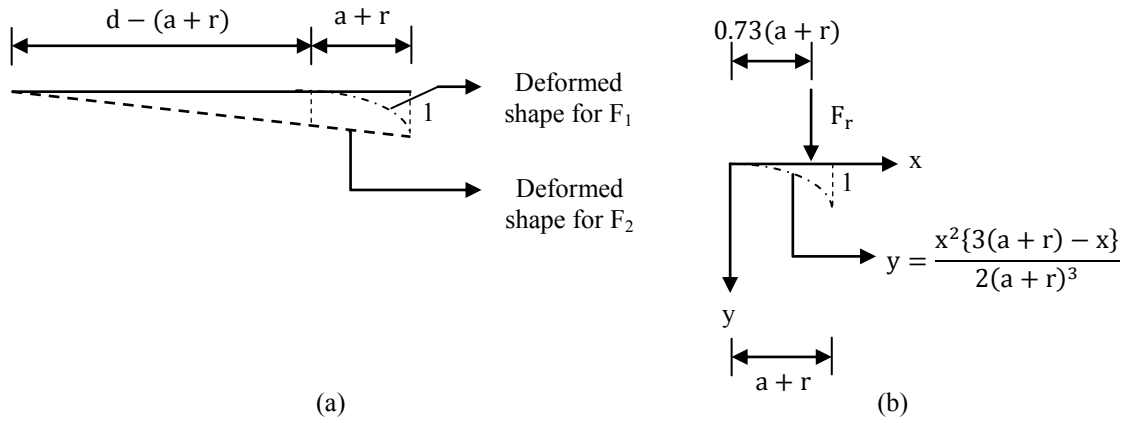 d − (a + r)
a + r
Deformed
shape for F₁
1
Deformed
shape for F₂
(a)
0.73(a + r)
Fᵣ
x
1
y = x²{3(a + r) − x} / 2(a + r)³
y
a + r
(b)